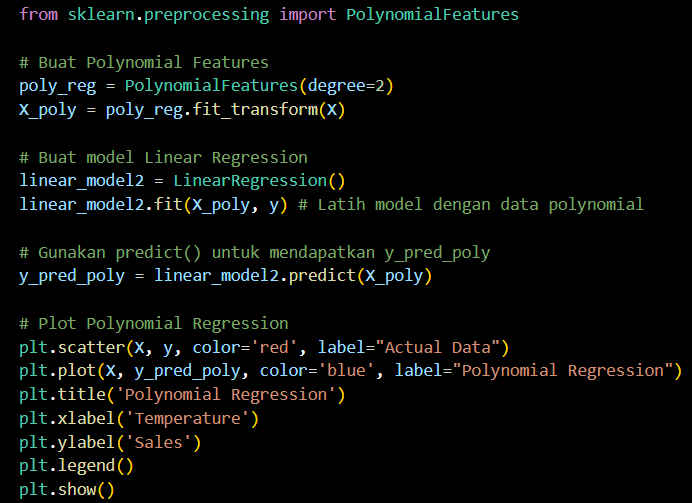 from sklearn.preprocessing import PolynomialFeatures
# Buat Polynomial Features
poly_reg = PolynomialFeatures(degree=2)
X_poly = poly_reg.fit_transform(X)
# Buat model Linear Regression
linear_model2 = LinearRegression()
linear_model2.fit(X_poly, y) # Latih model dengan data polynomial
# Gunakan predict() untuk mendapatkan y_pred_poly
y_pred_poly = linear_model2.predict(X_poly)
# Plot Polynomial Regression
plt.scatter(X, y, color='red', label="Actual Data")
plt.plot(X, y_pred_poly, color='blue', label="Polynomial Regression")
plt.title('Polynomial Regression')
plt.xlabel('Temperature')
plt.ylabel('Sales')
plt.legend()
plt.show()